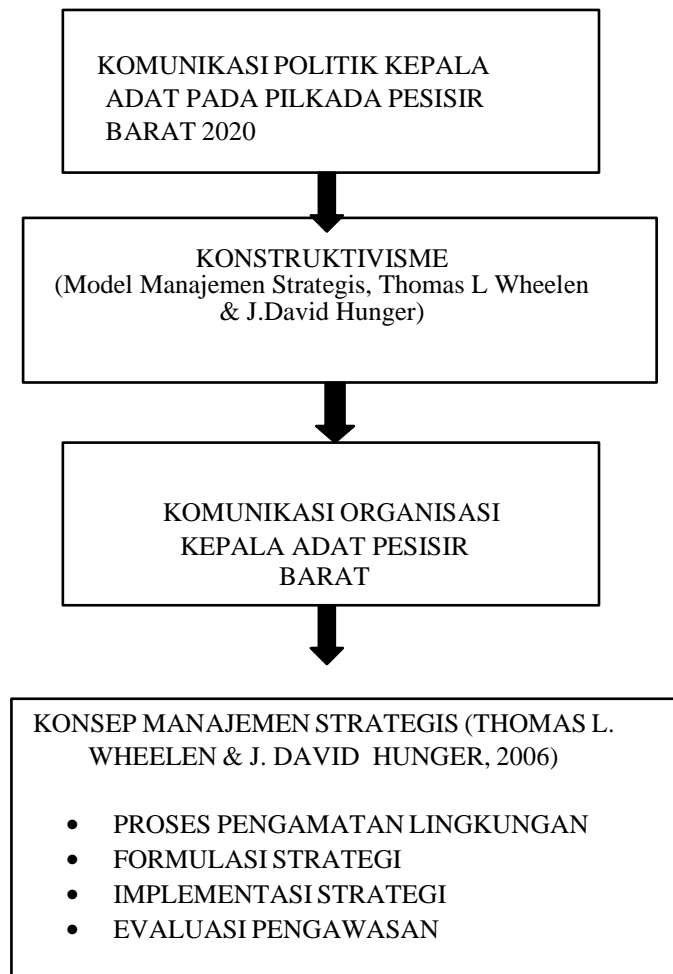 KOMUNIKASI POLITIK KEPALA
ADAT PADA PILKADA PESISIR
BARAT 2020
KONSTRUKTIVISME
(Model Manajemen Strategis, Thomas L Wheelen
& J.David Hunger)
KOMUNIKASI ORGANISASI
KEPALA ADAT PESISIR
BARAT
KONSEP MANAJEMEN STRATEGIS (THOMAS L.
WHEELEN & J. DAVID HUNGER, 2006)
• PROSES PENGAMATAN LINGKUNGAN
• FORMULASI STRATEGI
• IMPLEMENTASI STRATEGI
• EVALUASI PENGAWASAN